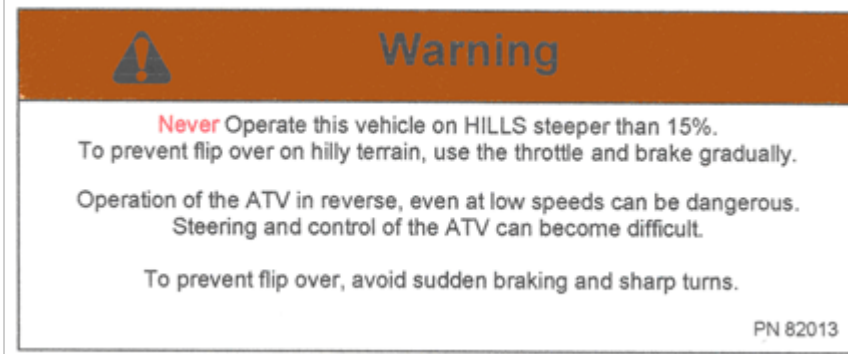 Warning
Never Operate this vehicle on HILLS steeper than 15%.
To prevent flip over on hilly terrain, use the throttle and brake gradually.
Operation of the ATV in reverse, even at low speeds can be dangerous.
Steering and control of the ATV can become difficult.
To prevent flip over, avoid sudden braking and sharp turns.
PN 82013